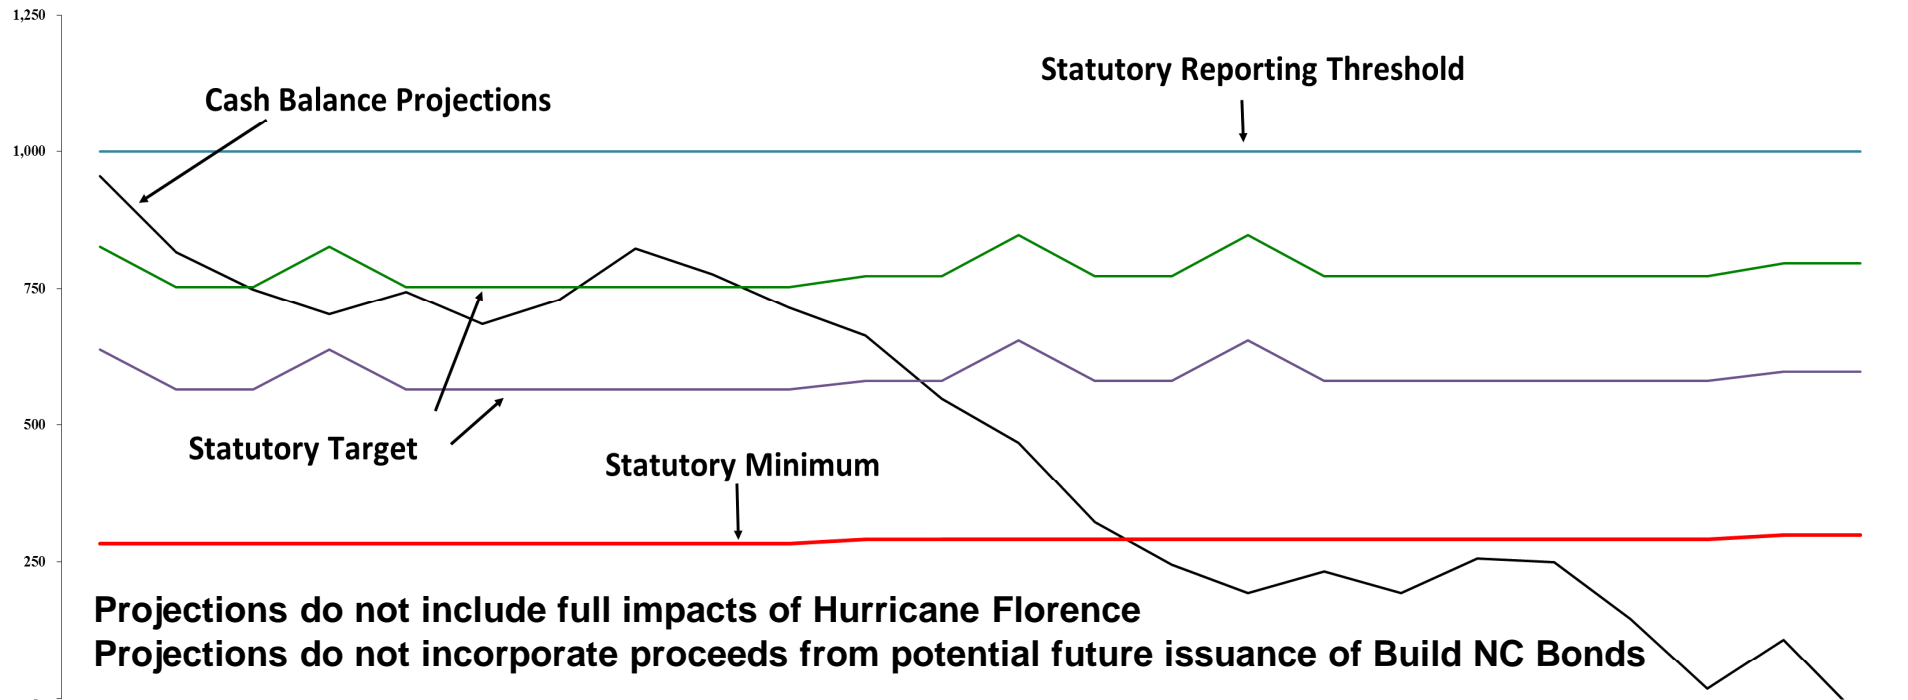 1,250
Statutory Reporting Threshold
Cash Balance Projections
1,000
750
500
Statutory Target
Statutory Minimum
250
Projections do not include full impacts of Hurricane Florence
Projections do not incorporate proceeds from potential future issuance of Build NC Bonds